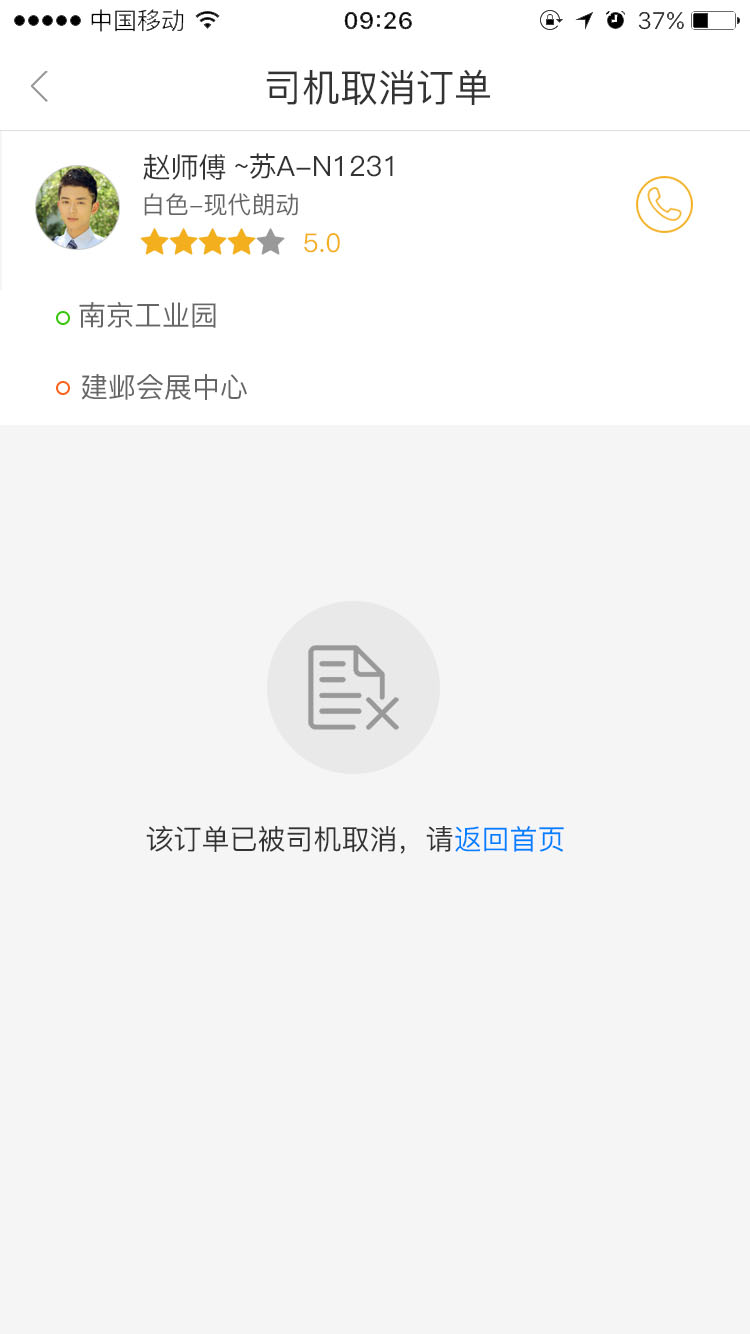 中国移动 09:26 37%
司机取消订单
赵师傅 ~苏A-N1231
白色-现代朗动
5.0
南京工业园
建邺会展中心
该订单已被司机取消，请返回首页